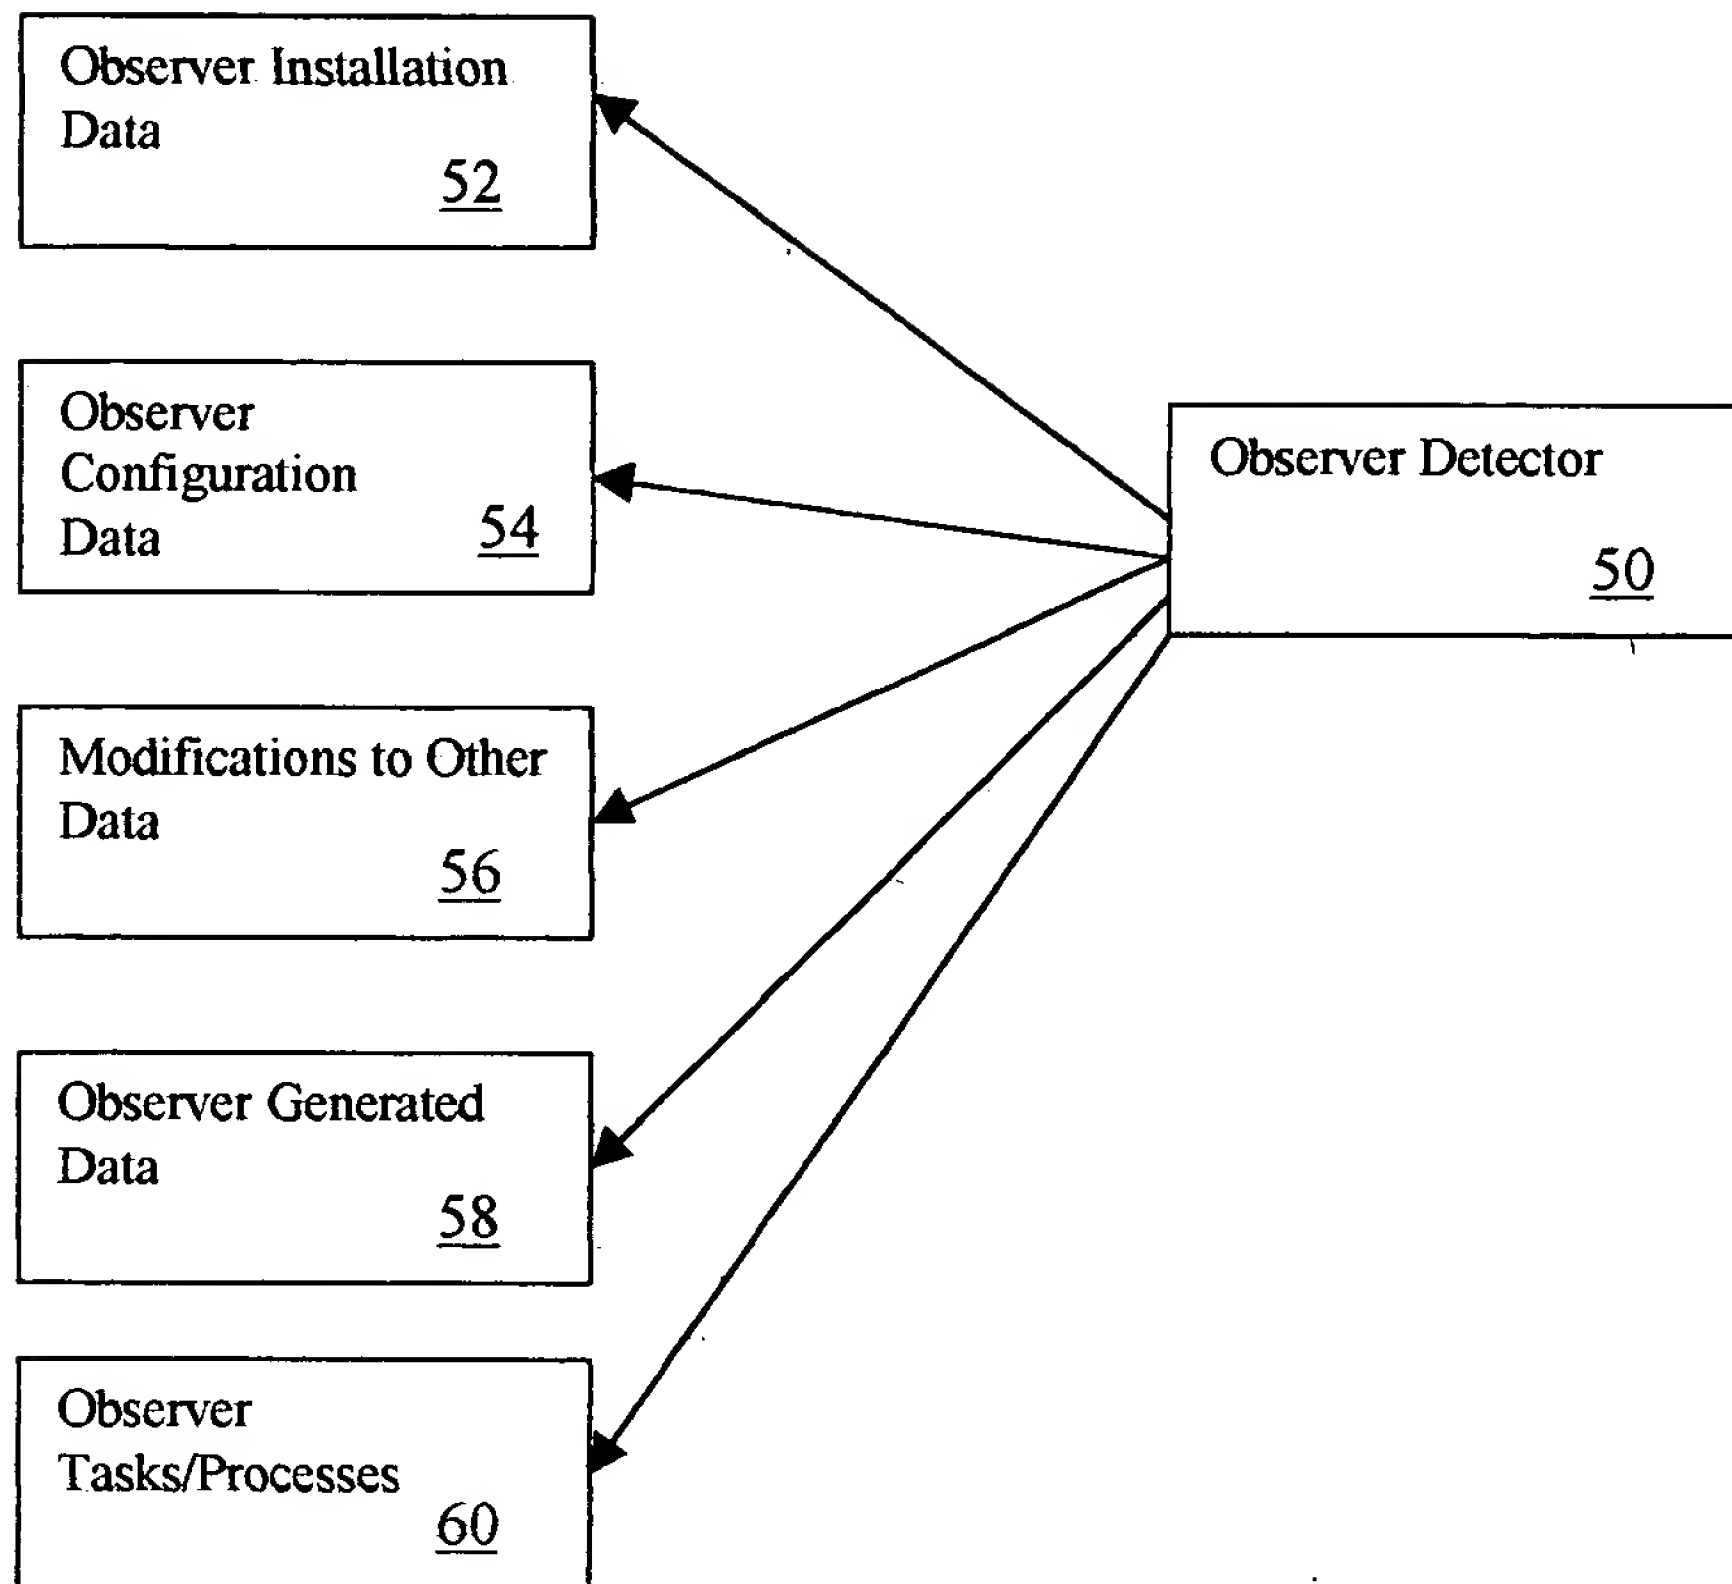 Observer Installation
Data
52
Observer
Configuration
Data
54
Observer Detector
50
Modifications to Other
Data
56
Observer Generated
Data
58
Observer
Tasks/Processes
60